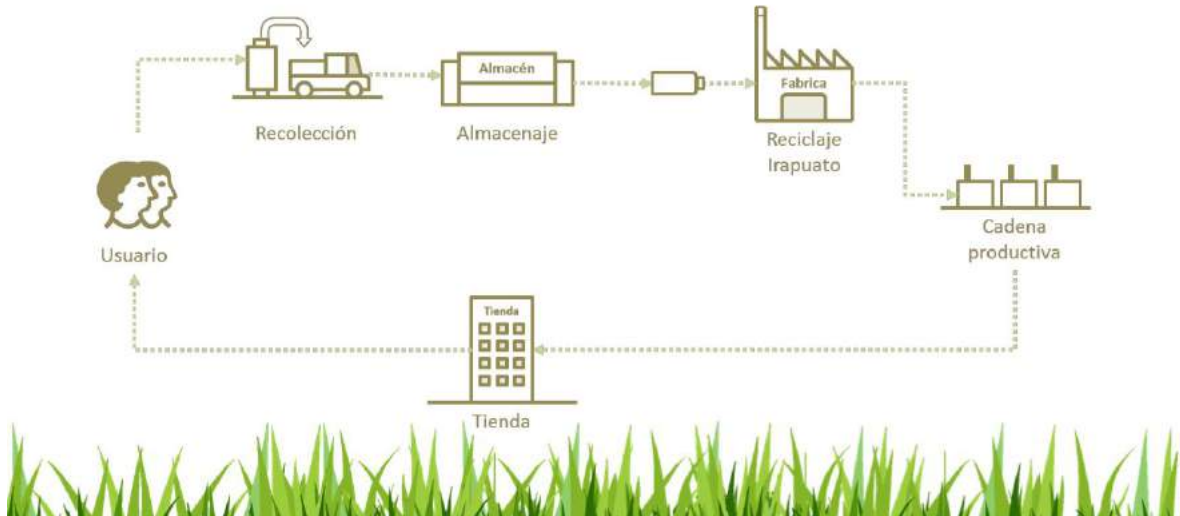 Almacén
Fabrica
Recolección
Almacenaje
Reciclaje
Irapuato
Usuario
Cadena
productiva
Tienda
Tienda